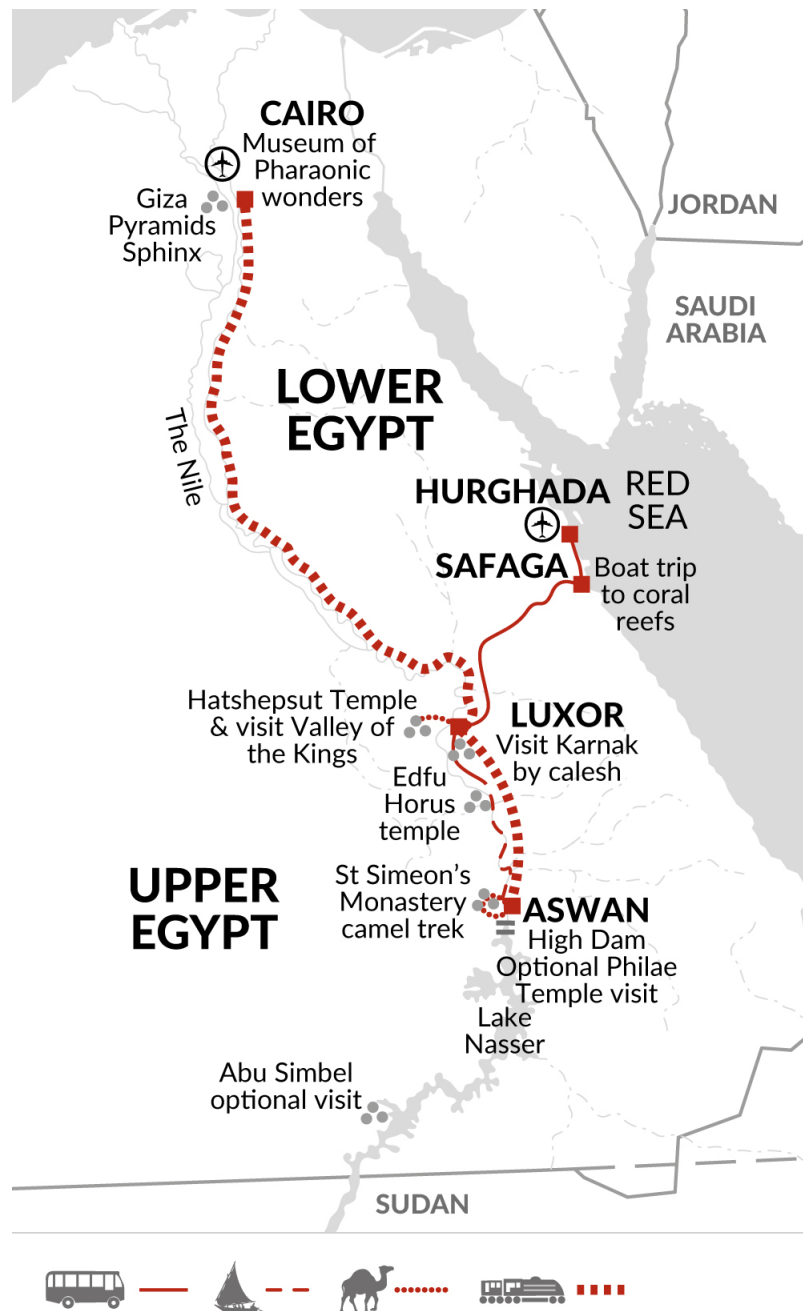 CAIRO
Museum of
Pharaonic
wonders
Giza
Pyramids
Sphinx
JORDAN
SAUDI
ARABIA
LOWER
EGYPT
The Nile
HURGHADA
RED
SEA
SAFAGA
Boat trip
to coral
reefs
Hatshepsut Temple
& visit Valley of
the Kings
LUXOR
Visit Karnak
by calesh
Edfu
Horus
temple
UPPER
EGYPT
St Simeon's
Monastery
camel trek
ASWAN
High Dam
Optional Philae
Temple visit
Lake
Nasser
Abu Simbel
optional visit
SUDAN